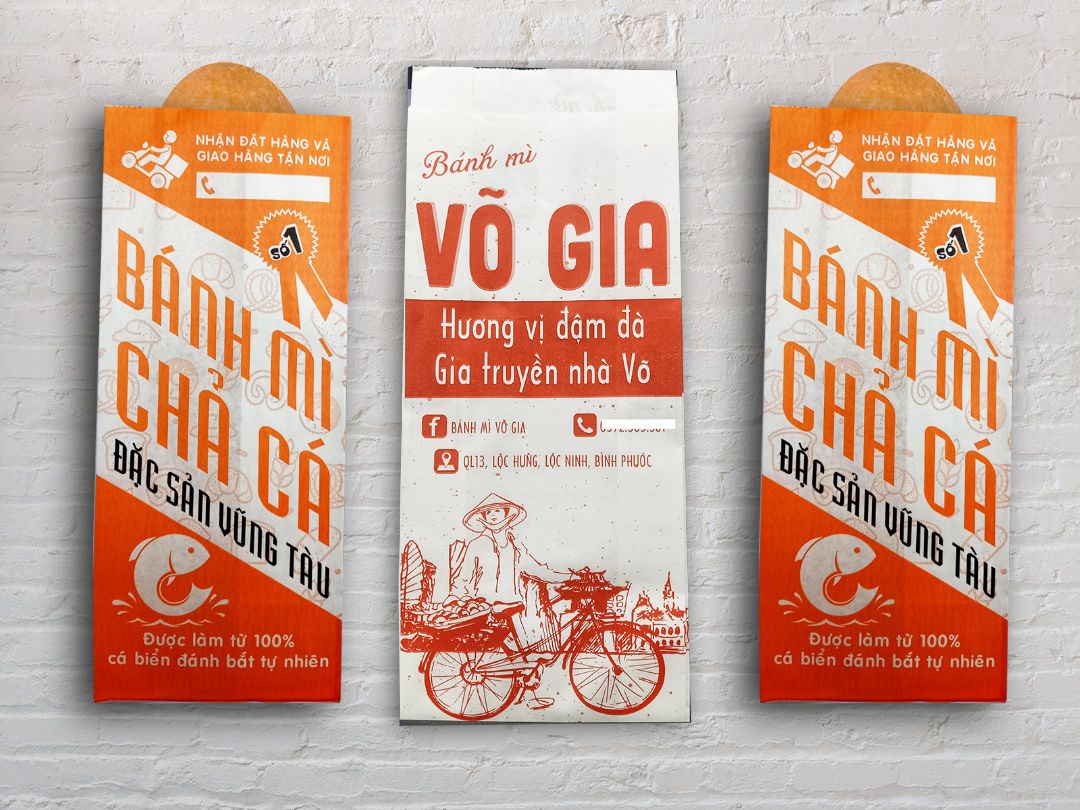 NHẬN ĐẶT HÀNG VÀ
GIAO HÀNG TẬN NƠI
SỐ 1
BÁNH MÌ
CHẢ CÁ
ĐẶC SẢN VŨNG TÀU
Được làm từ 100%
cá biển đánh bắt tự nhiên
Bánh mì
VÕ GIA
Hương vị đậm đà
Gia truyền nhà Võ
BÁNH MÌ VÕ GIA
QL13, LỘC HƯNG, LỘC NINH, BÌNH PHƯỚC
NHẬN ĐẶT HÀNG VÀ
GIAO HÀNG TẬN NƠI
SỐ 1
BÁNH MÌ
CHẢ CÁ
ĐẶC SẢN VŨNG TÀU
Được làm từ 100%
cá biển đánh bắt tự nhiên